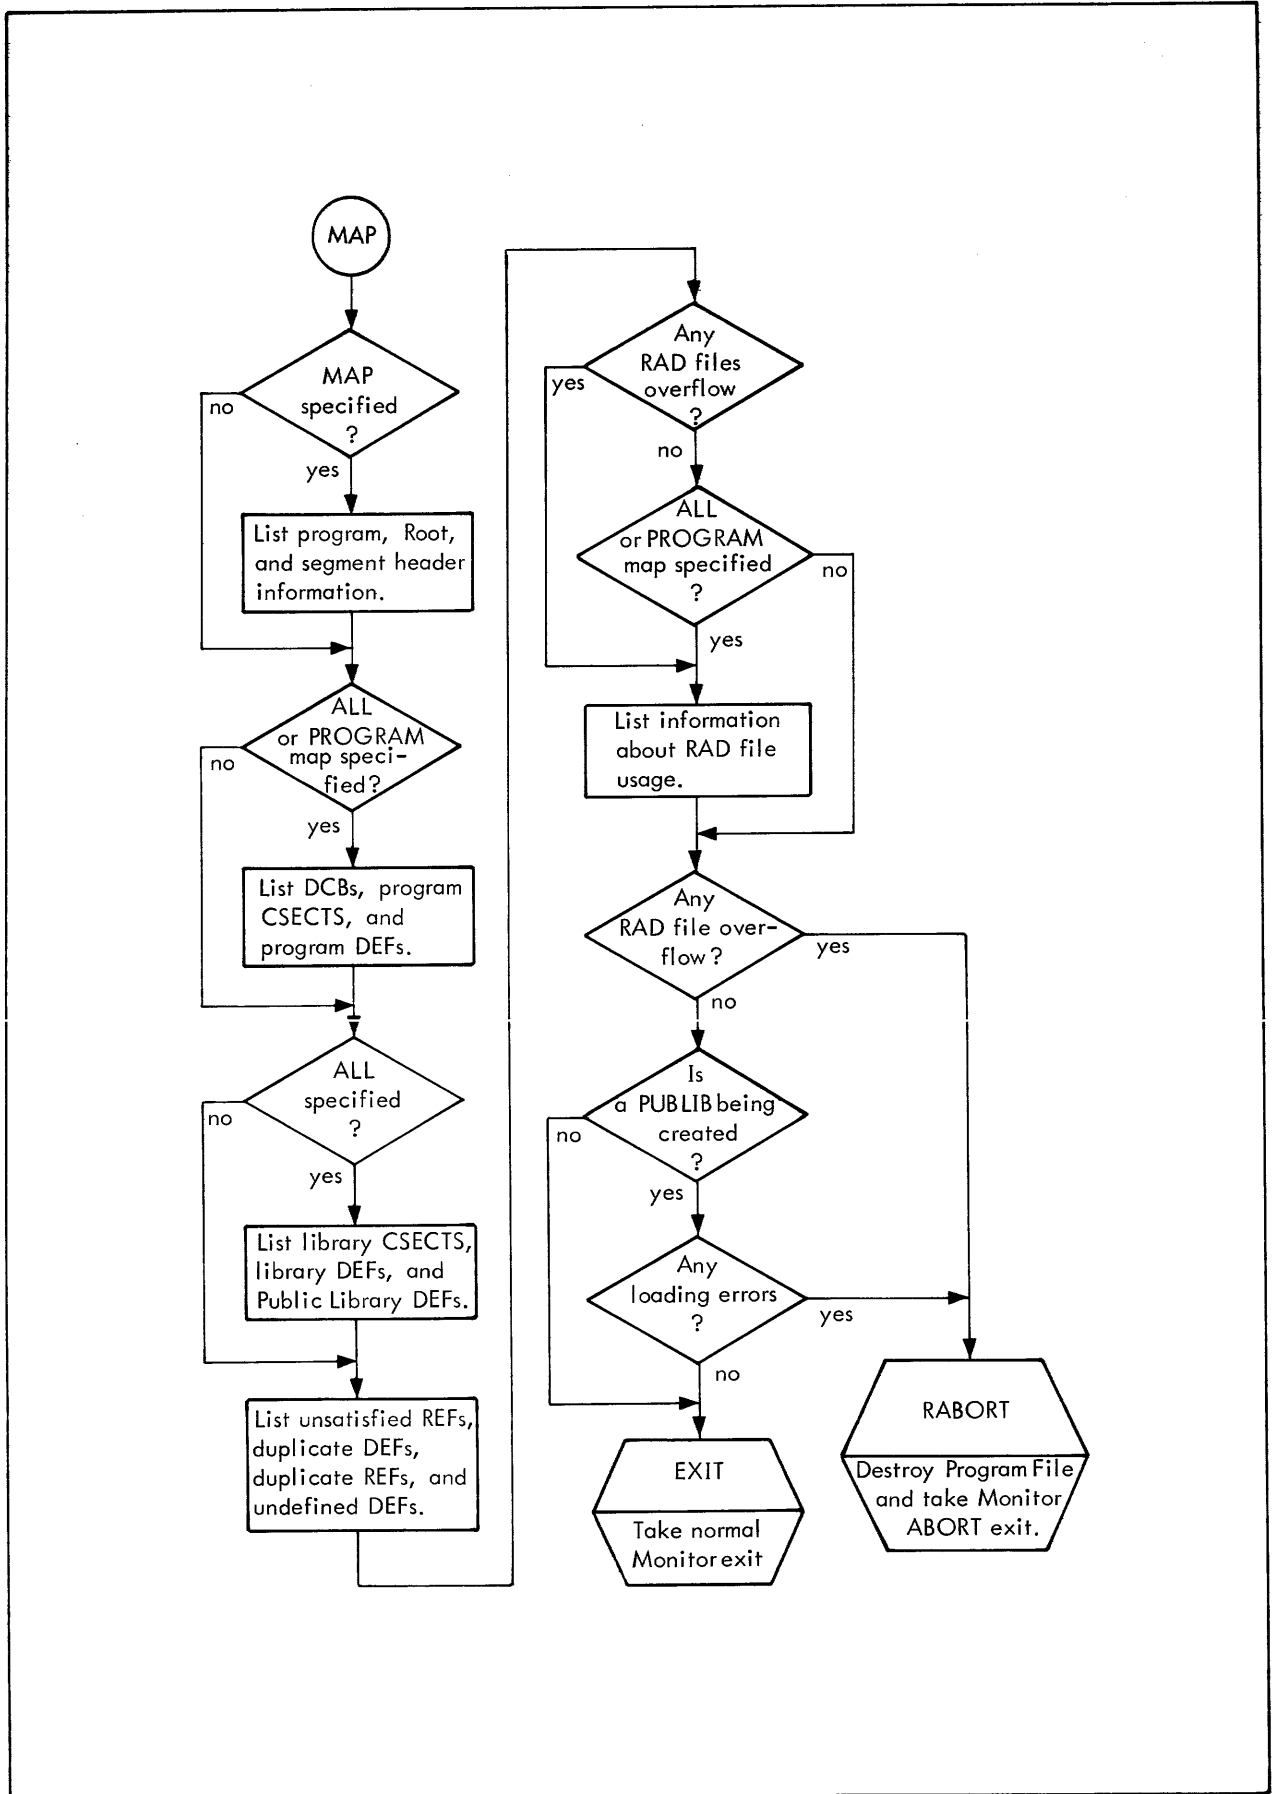 MAP
MAP
specified
?
no
yes
List program, Root,
and segment header
information.
ALL
or PROGRAM
map speci-
fied?
no
yes
List DCBs, program
CSECTS, and
program DEFs.
ALL
specified
?
no
yes
List library CSECTS,
library DEFs, and
Public Library DEFs.
List unsatisfied REFs,
duplicate DEFs,
duplicate REFs, and
undefined DEFs.
Any
RAD files
overflow
?
yes
no
ALL
or PROGRAM
map specified
?
no
yes
List information
about RAD file
usage.
Any
RAD file over-
flow?
yes
no
Is
a PUBLIB being
created
?
no
yes
Any
loading errors
?
yes
no
EXIT
Take normal
Monitor exit
RABORT
Destroy Program File
and take Monitor
ABORT exit.